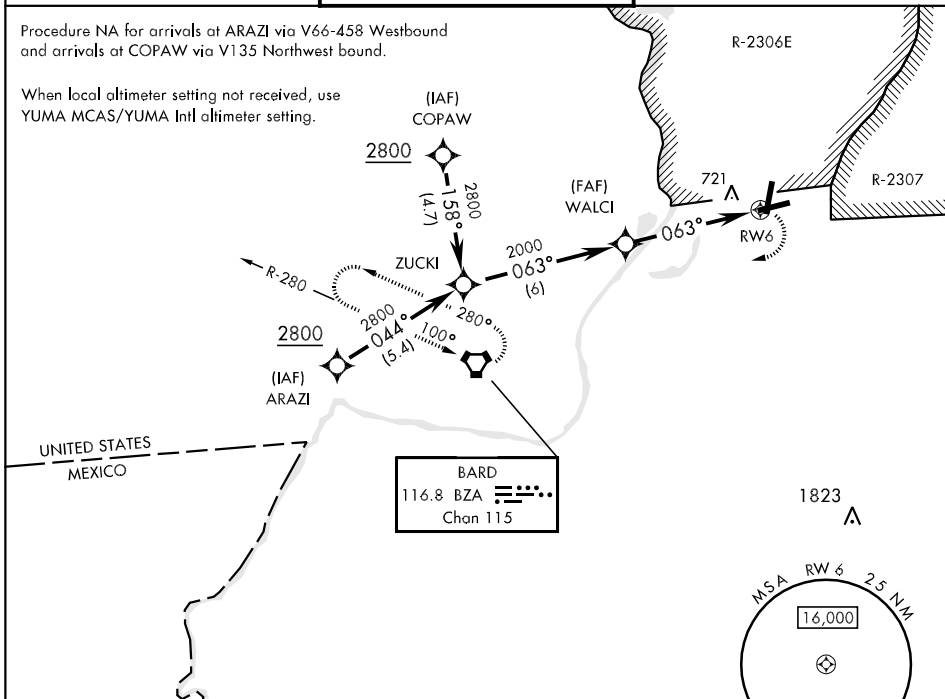 Procedure NA for arrivals at ARAZI via V66-458 Westbound
and arrivals at COPAW via V135 Northwest bound.
When local altimeter setting not received, use
YUMA MCAS/YUMA Intl altimeter setting.
R-2306E
(IAF)
COPAW
2800
2800
158°
(4.7)
(FAF)
WALCI
721
R-2307
RW6
063°
2000
063°
(6)
ZUCKI
R-280
280°
2800
044°
(5.4)
100°
2800
(IAF)
ARAZI
UNITED STATES
MEXICO
BARD
116.8 BZA
Chan 115
1823
MSA RW 6 25 NM
16,000